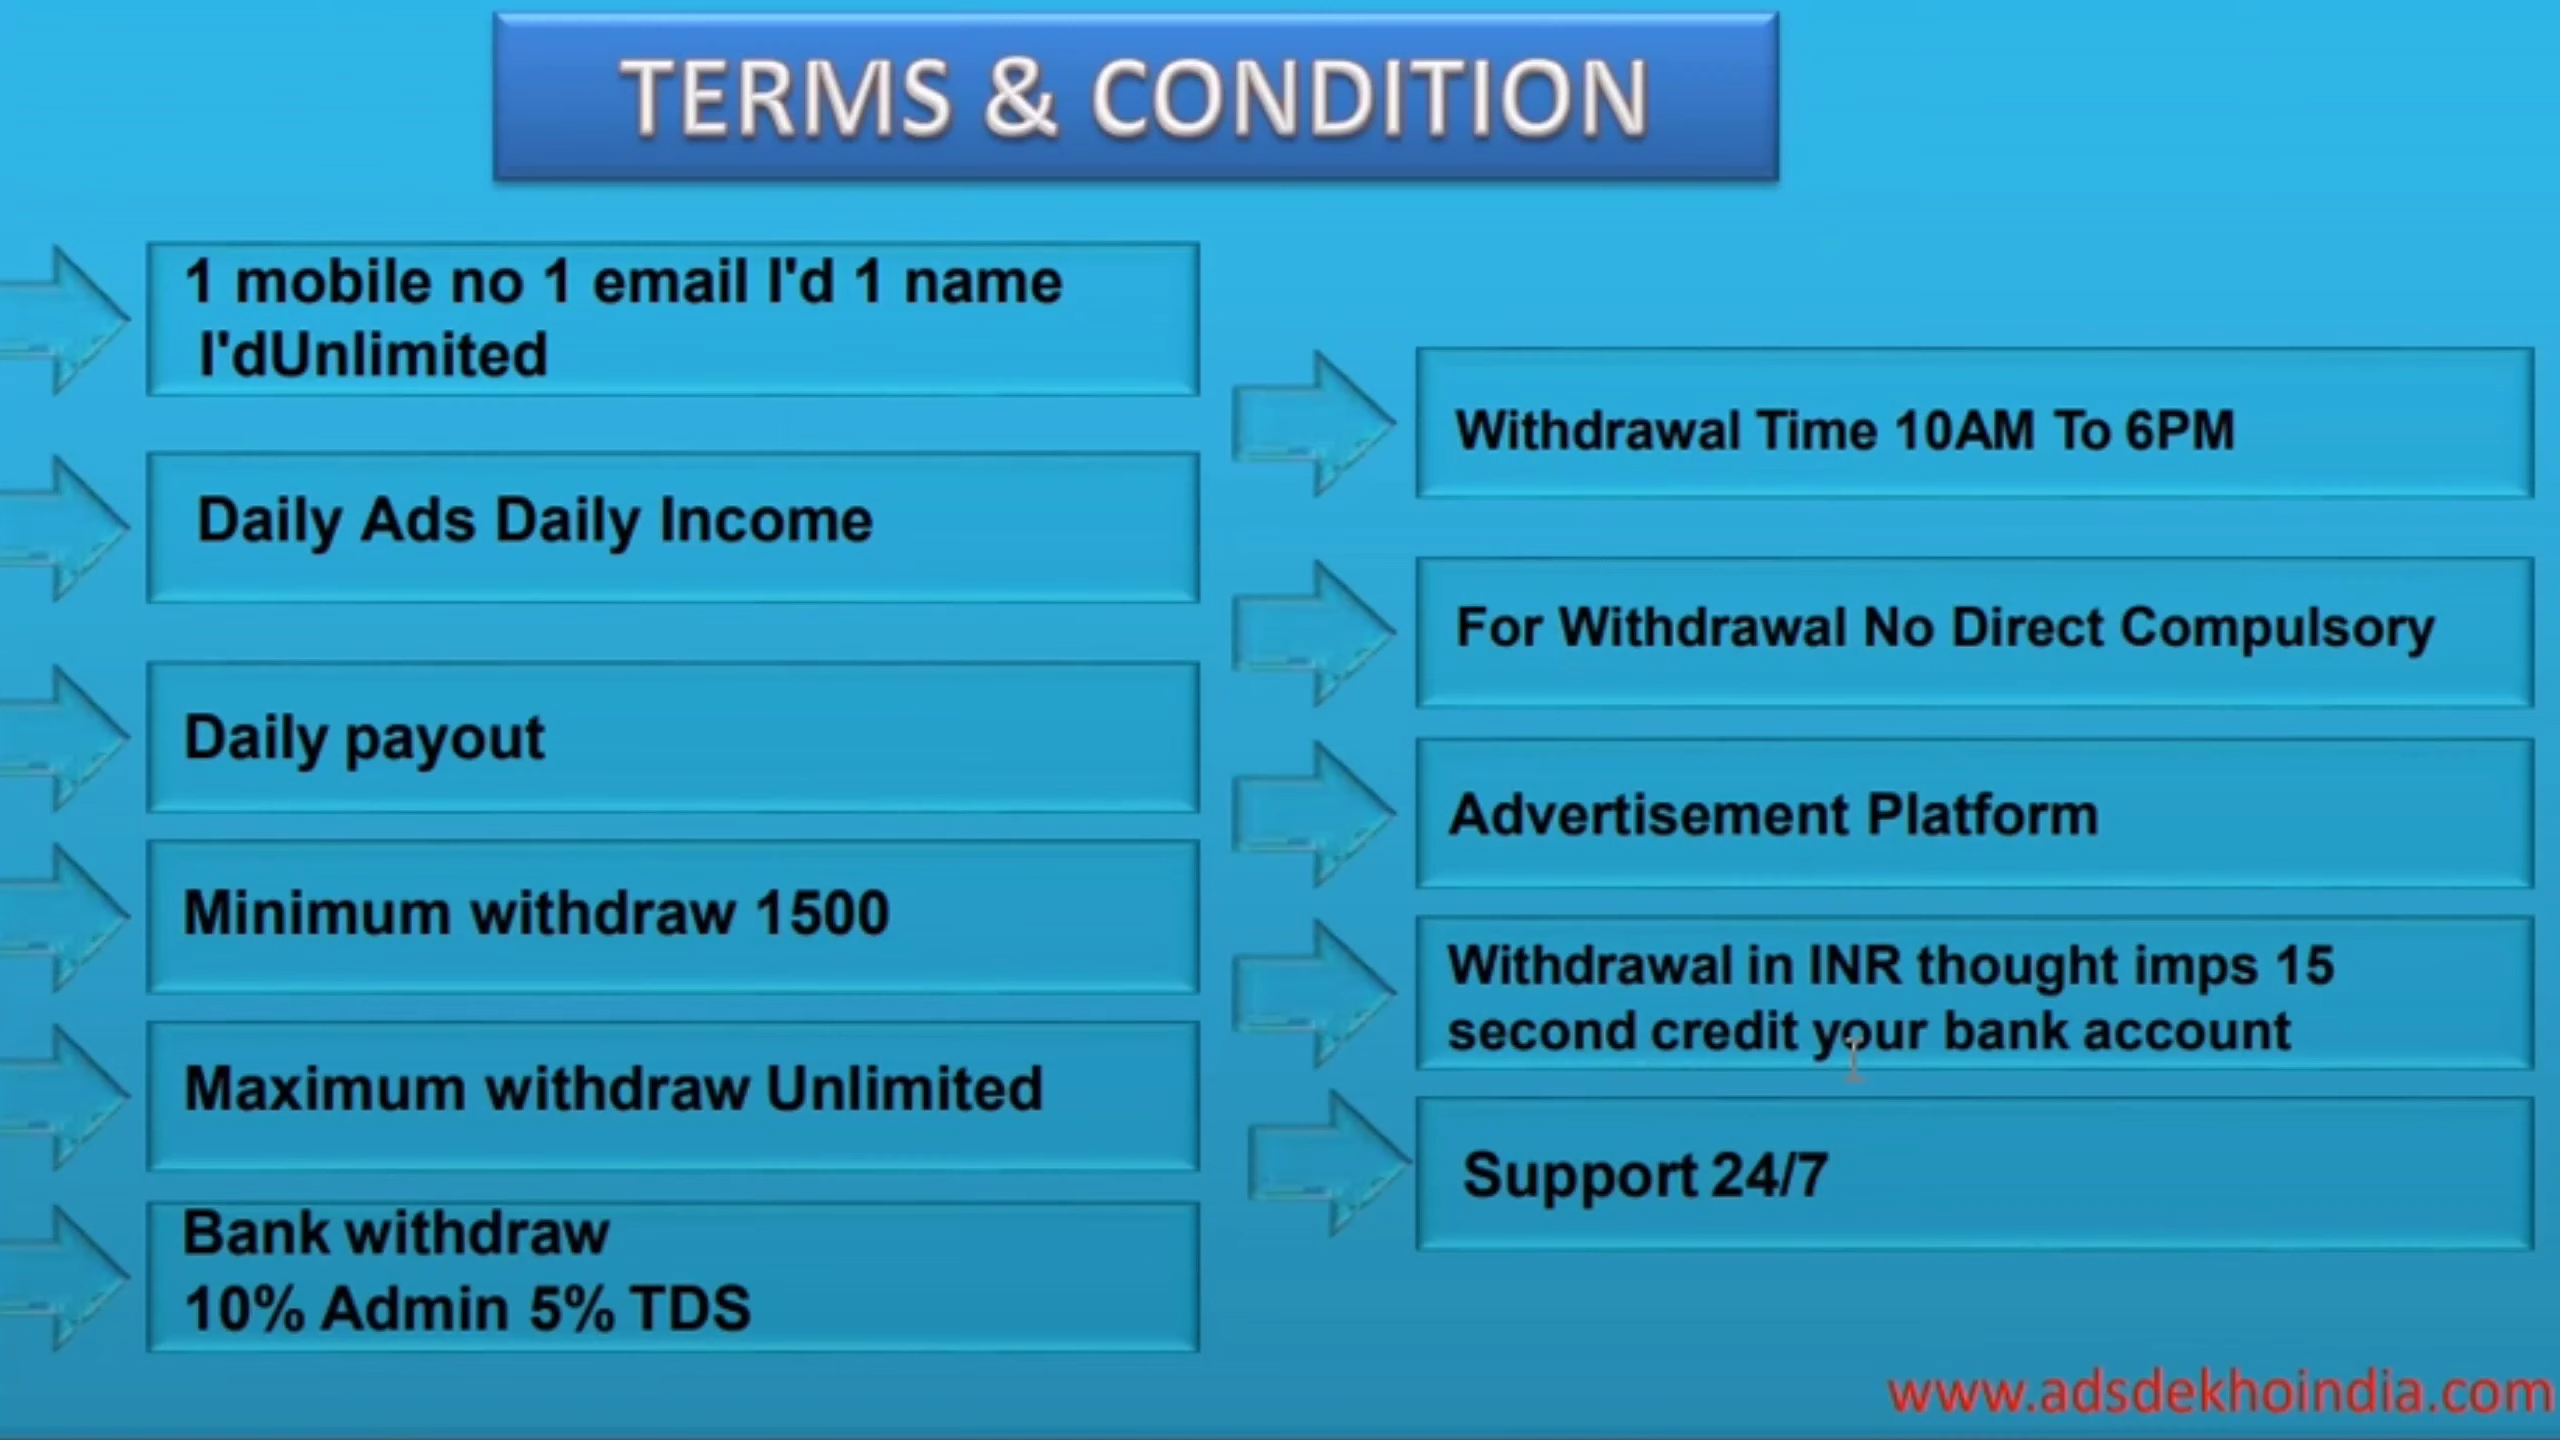 TERMS & CONDITION
1 mobile no 1 email I'd 1 name
I'dUnlimited
Daily Ads Daily Income
Daily payout
Minimum withdraw 1500
Maximum withdraw Unlimited
Bank withdraw
10% Admin 5% TDS
Withdrawal Time 10AM To 6PM
For Withdrawal No Direct Compulsory
Advertisement Platform
Withdrawal in INR thought imps 15
second credit your bank account
Support 24/7
www.adsdekhoindia.com